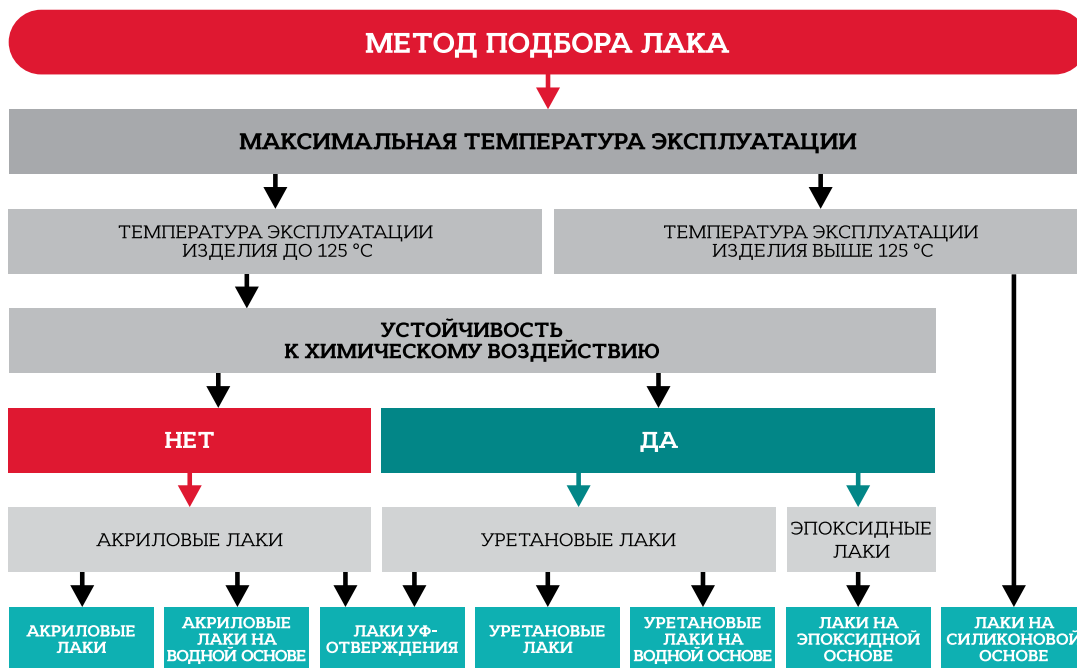 МЕТОД ПОДБОРА ЛАКА
МАКСИМАЛЬНАЯ ТЕМПЕРАТУРА ЭКСПЛУАТАЦИИ
ТЕМПЕРАТУРА ЭКСПЛУАТАЦИИ
ИЗДЕЛИЯ ДО 125 °С
ТЕМПЕРАТУРА ЭКСПЛУАТАЦИИ
ИЗДЕЛИЯ ВЫШЕ 125 °С
УСТОЙЧИВОСТЬ
К ХИМИЧЕСКОМУ ВОЗДЕЙСТВИЮ
НЕТ
ДА
АКРИЛОВЫЕ ЛАКИ
УРЕТАНОВЫЕ ЛАКИ
ЭПОКСИДНЫЕ
ЛАКИ
АКРИЛОВЫЕ
ЛАКИ
АКРИЛОВЫЕ
ЛАКИ НА
ВОДНОЙ ОСНОВЕ
ЛАКИ УФ-
ОТВЕРЖДЕНИЯ
УРЕТАНОВЫЕ
ЛАКИ
УРЕТАНОВЫЕ
ЛАКИ НА
ВОДНОЙ ОСНОВЕ
ЛАКИ НА
ЭПОКСИДНОЙ
ОСНОВЕ
ЛАКИ НА
СИЛИКОНОВОЙ
ОСНОВЕ